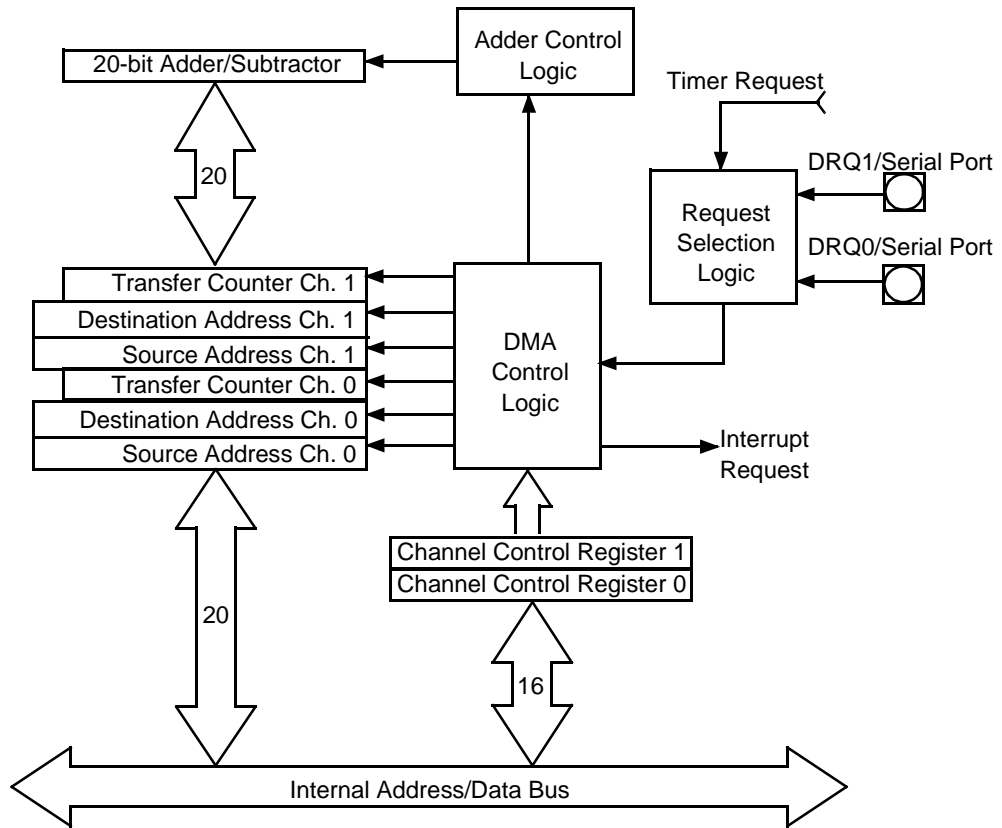 Adder Control
Logic
20-bit Adder/Subtractor
Timer Request
20
DRQ1/Serial Port
Request
Selection
Logic
DRQ0/Serial Port
Transfer Counter Ch. 1
Destination Address Ch. 1
Source Address Ch. 1
Transfer Counter Ch. 0
Destination Address Ch. 0
Source Address Ch. 0
DMA
Control
Logic
Interrupt
Request
Channel Control Register 1
Channel Control Register 0
20
16
Internal Address/Data Bus